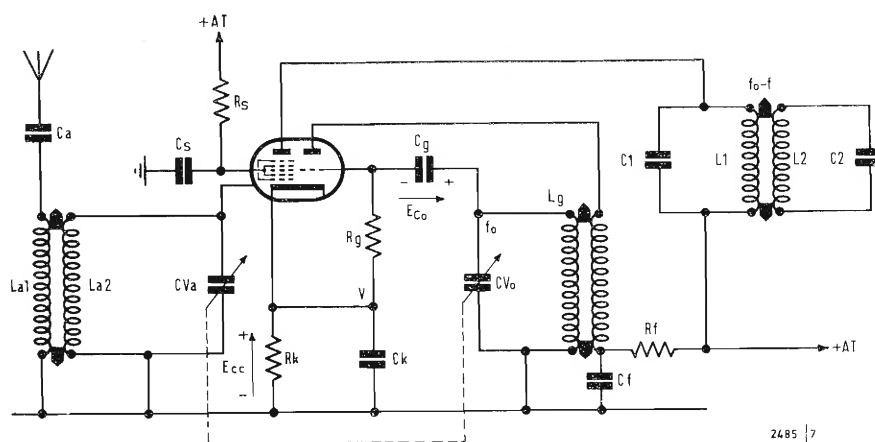 +AT
Ca
Rs
Cs
Cg
- +
Eco
Rg
Lg
fo
fo-f
C1
L1
L2
C2
La1
La2
CVa
V
CVo
+
Ecc
-
Rk
Ck
Rf
Cf
+AT
2485 | 7